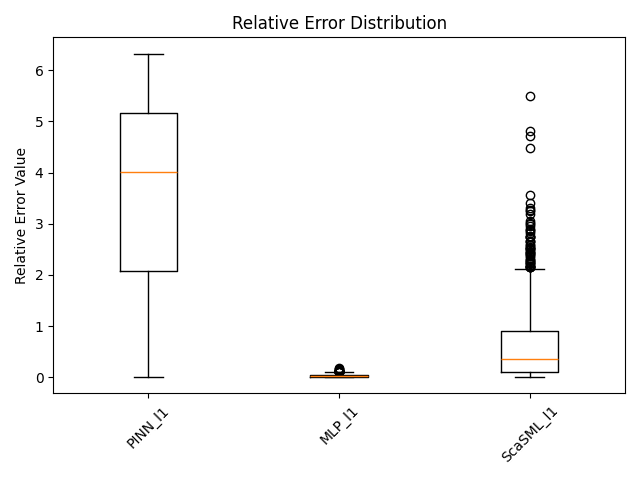 Relative Error Distribution
Relative Error Value
6
5
4
3
2
1
0
PINN_l1
MLP_l1
ScaSML_l1